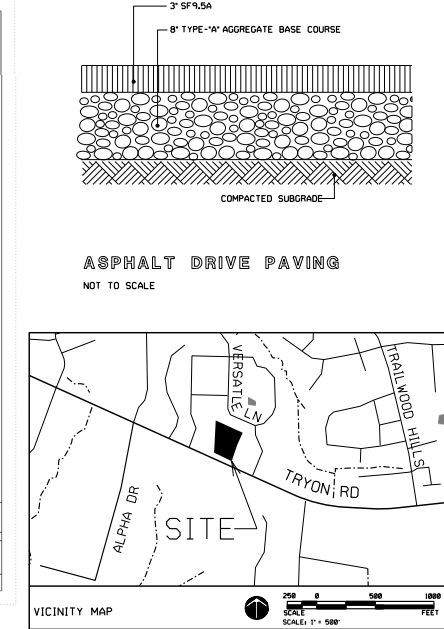 3" SF9.5A
8" TYPE-"A" AGGREGATE BASE COURSE
COMPACTED SUBGRADE
ASPHALT DRIVE PAVING
NOT TO SCALE
VERSATLE LN
TRAILWOOD HILLS
TRYON RD
ALPHA DR
SITE
VICINITY MAP
250 0 500 1000
SCALE FEET
SCALE: 1" = 500'